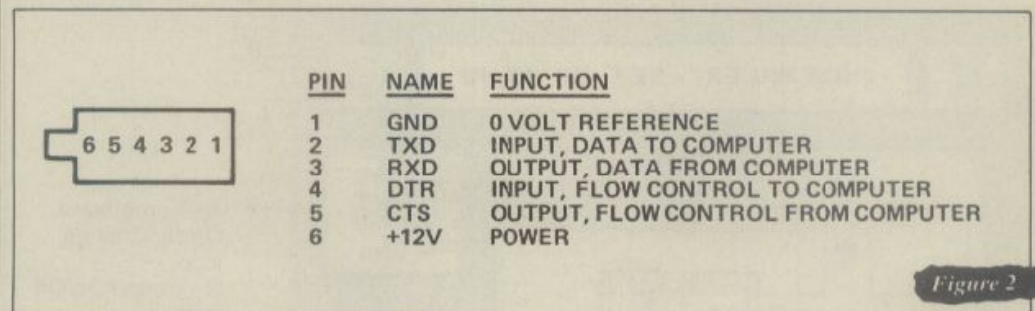 PIN NAME FUNCTION
6 5 4 3 2 1
1 GND 0 VOLT REFERENCE
2 TXD INPUT, DATA TO COMPUTER
3 RXD OUTPUT, DATA FROM COMPUTER
4 DTR INPUT, FLOW CONTROL TO COMPUTER
5 CTS OUTPUT, FLOW CONTROL FROM COMPUTER
6 +12V POWER
Figure 2